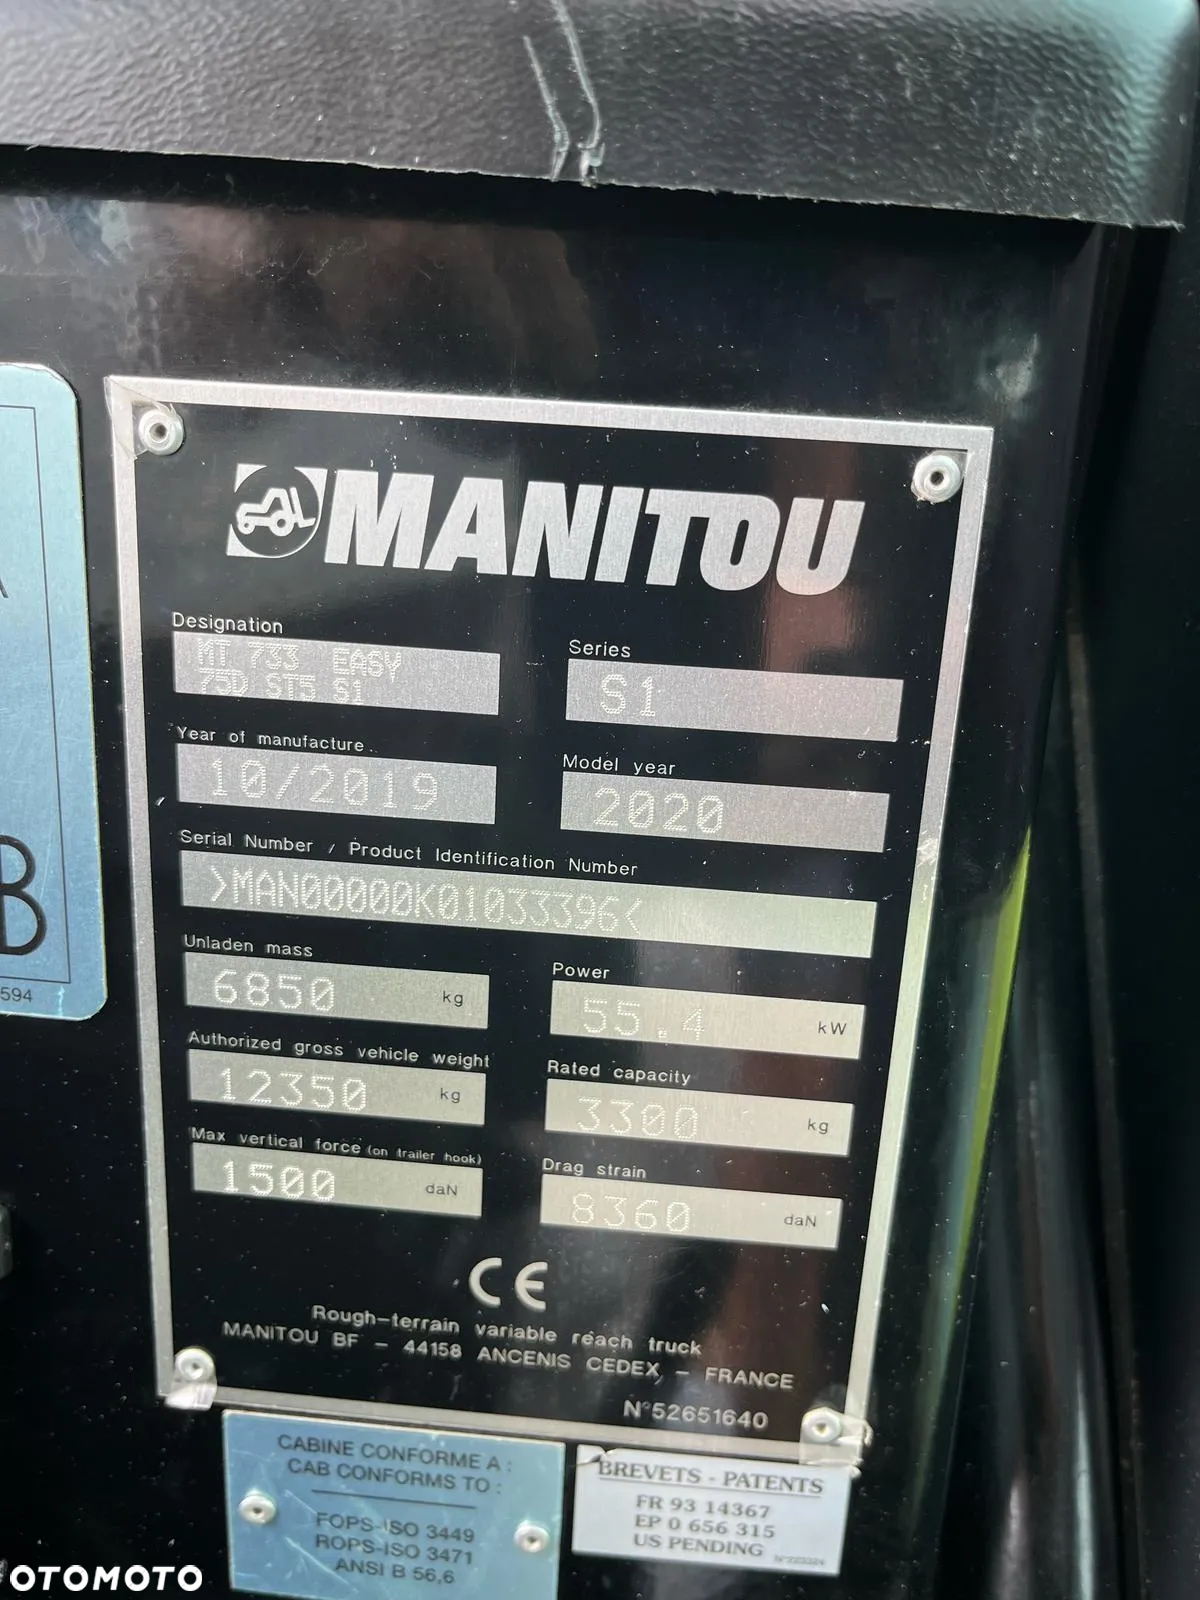 MANITOU
Designation
MT 733 EASY
75D ST5 S1
Series
S1
Year of manufacture
10/2019
Model year
2020
Serial Number / Product Identification Number
>MAN00000K01033396<
Unladen mass
6850 kg
Power
55.4 kW
Authorized gross vehicle weight
12350 kg
Rated capacity
3300 kg
Max vertical force (on trailer hook)
1500 daN
Drag strain
8360 daN
CE
Rough-terrain variable reach truck
MANITOU BF - 44158 ANCENIS CEDEX - FRANCE
N°52651640
B
594
CABINE CONFORME A :
CAB CONFORMS TO :
FOPS-ISO 3449
ROPS-ISO 3471
ANSI B 56,6
BREVETS - PATENTS
FR 93 14367
EP 0 656 315
US PENDING
OTOMOTO